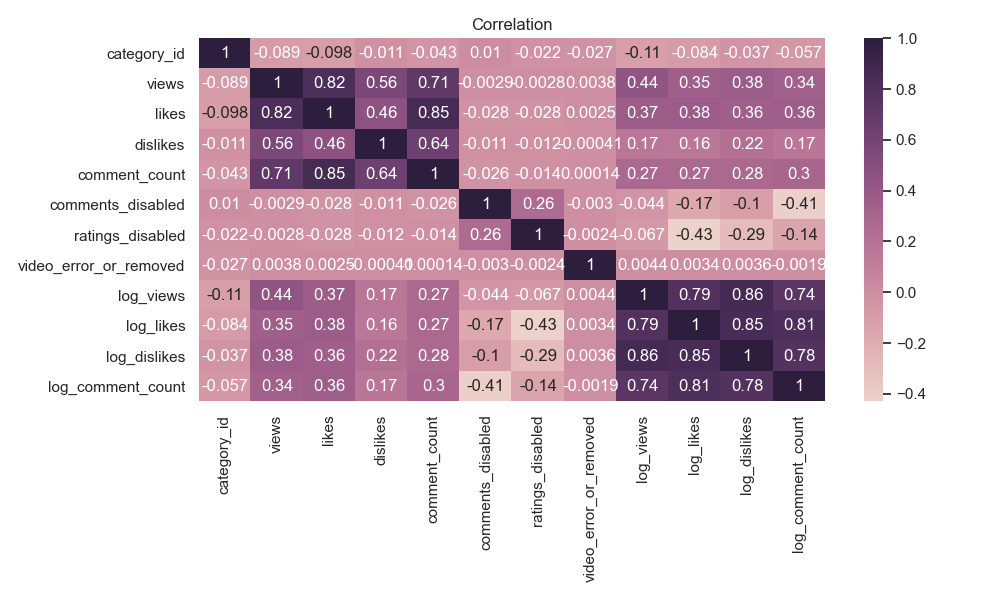 Correlation
category_id 1 -0.089 -0.098 -0.011 -0.043 0.01 -0.022 -0.027 -0.11 -0.084 -0.037 -0.057
views -0.089 1 0.82 0.56 0.71 -0.0029 -0.0028 0.0038 0.44 0.35 0.38 0.34
likes -0.098 0.82 1 0.46 0.85 -0.028 -0.028 0.0025 0.37 0.38 0.36 0.36
dislikes -0.011 0.56 0.46 1 0.64 -0.011 -0.012 -0.00041 0.17 0.16 0.22 0.17
comment_count -0.043 0.71 0.85 0.64 1 -0.026 -0.014 0.00014 0.27 0.27 0.28 0.3
comments_disabled 0.01 -0.0029 -0.028 -0.011 -0.026 1 0.26 -0.003 -0.044 -0.17 -0.1 -0.41
ratings_disabled -0.022 -0.0028 -0.028 -0.012 -0.014 0.26 1 -0.0024 -0.067 -0.43 -0.29 -0.14
video_error_or_removed -0.027 0.0038 0.0025 -0.00041 0.00014 -0.003 -0.0024 1 0.0044 0.0034 0.0036 -0.0019
log_views -0.11 0.44 0.37 0.17 0.27 -0.044 -0.067 0.0044 1 0.79 0.86 0.74
log_likes -0.084 0.35 0.38 0.16 0.27 -0.17 -0.43 0.0034 0.79 1 0.85 0.81
log_dislikes -0.037 0.38 0.36 0.22 0.28 -0.1 -0.29 0.0036 0.86 0.85 1 0.78
log_comment_count -0.057 0.34 0.36 0.17 0.3 -0.41 -0.14 -0.0019 0.74 0.81 0.78 1
category_id
views
likes
dislikes
comment_count
comments_disabled
ratings_disabled
video_error_or_removed
log_views
log_likes
log_dislikes
log_comment_count
1.0
0.8
0.6
0.4
0.2
0.0
−0.2
−0.4